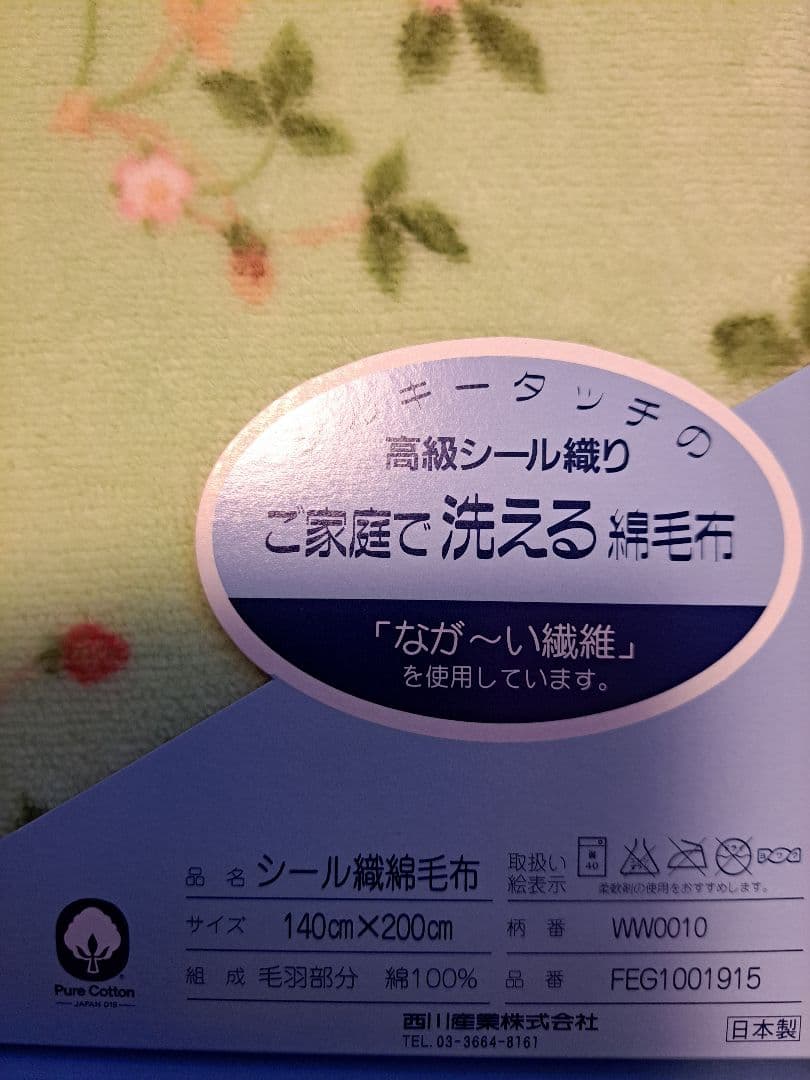 キータッチの
高級シール織り
ご家庭で洗える綿毛布
「なが〜い繊維」
を使用しています。
品 名 シール織綿毛布
サイズ 140cm×200cm
組 成 毛羽部分 綿100%
取扱い
絵表示
40
柔軟剤の使用をおすすめします。
柄 番 WW0010
品 番 FEG1001915
Pure Cotton
西川産業株式会社
TEL. 03-3664-8161
日本製